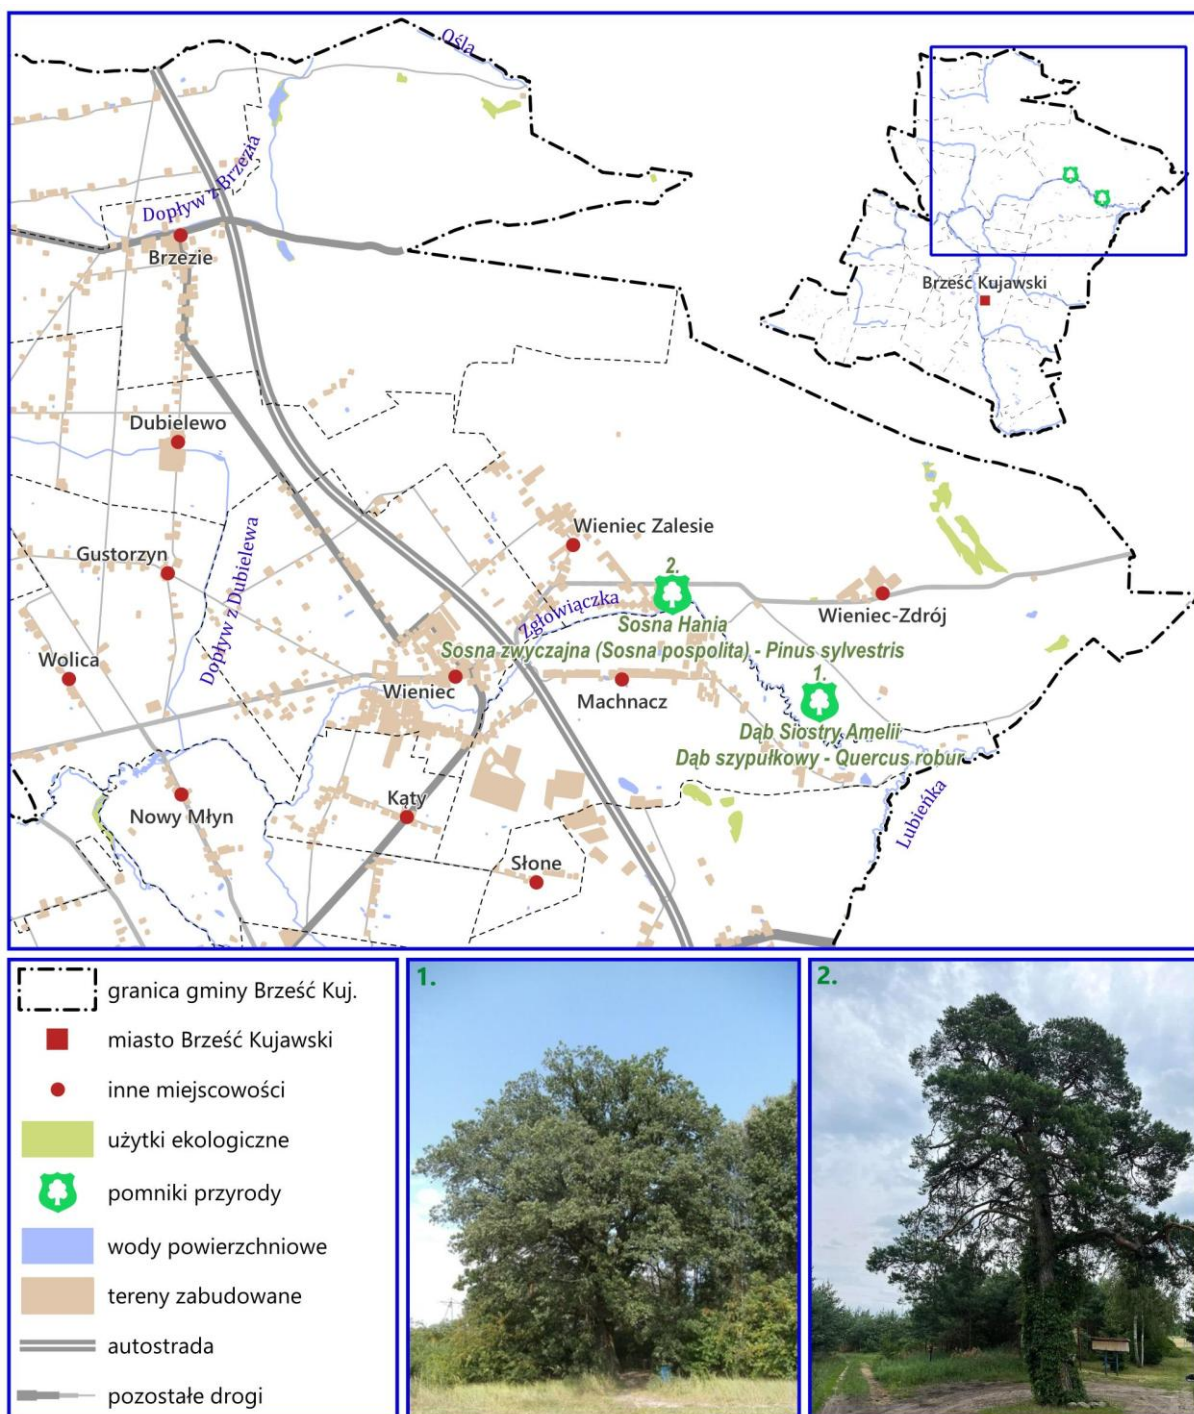 Ośla
Dopływ z Brzezia
Brzezie
Brześć Kujawski
Dubielewo
Dopływ z Dubielewa
Gustorzyn
Wieniec Zalesie
2.
Zgłowiączka
Sosna Hania
Sosna zwyczajna (Sosna pospolita) - Pinus sylvestris
Wieniec-Zdrój
Wolica
Wieniec
Machnacz
1.
Dąb Siostry Amelii
Dąb szypułkowy - Quercus robur
Nowy Młyn
Kąty
Lubieńka
Słone
granica gminy Brześć Kuj.
miasto Brześć Kujawski
inne miejscowości
użytki ekologiczne
pomniki przyrody
wody powierzchniowe
tereny zabudowane
autostrada
pozostałe drogi
1.
2.